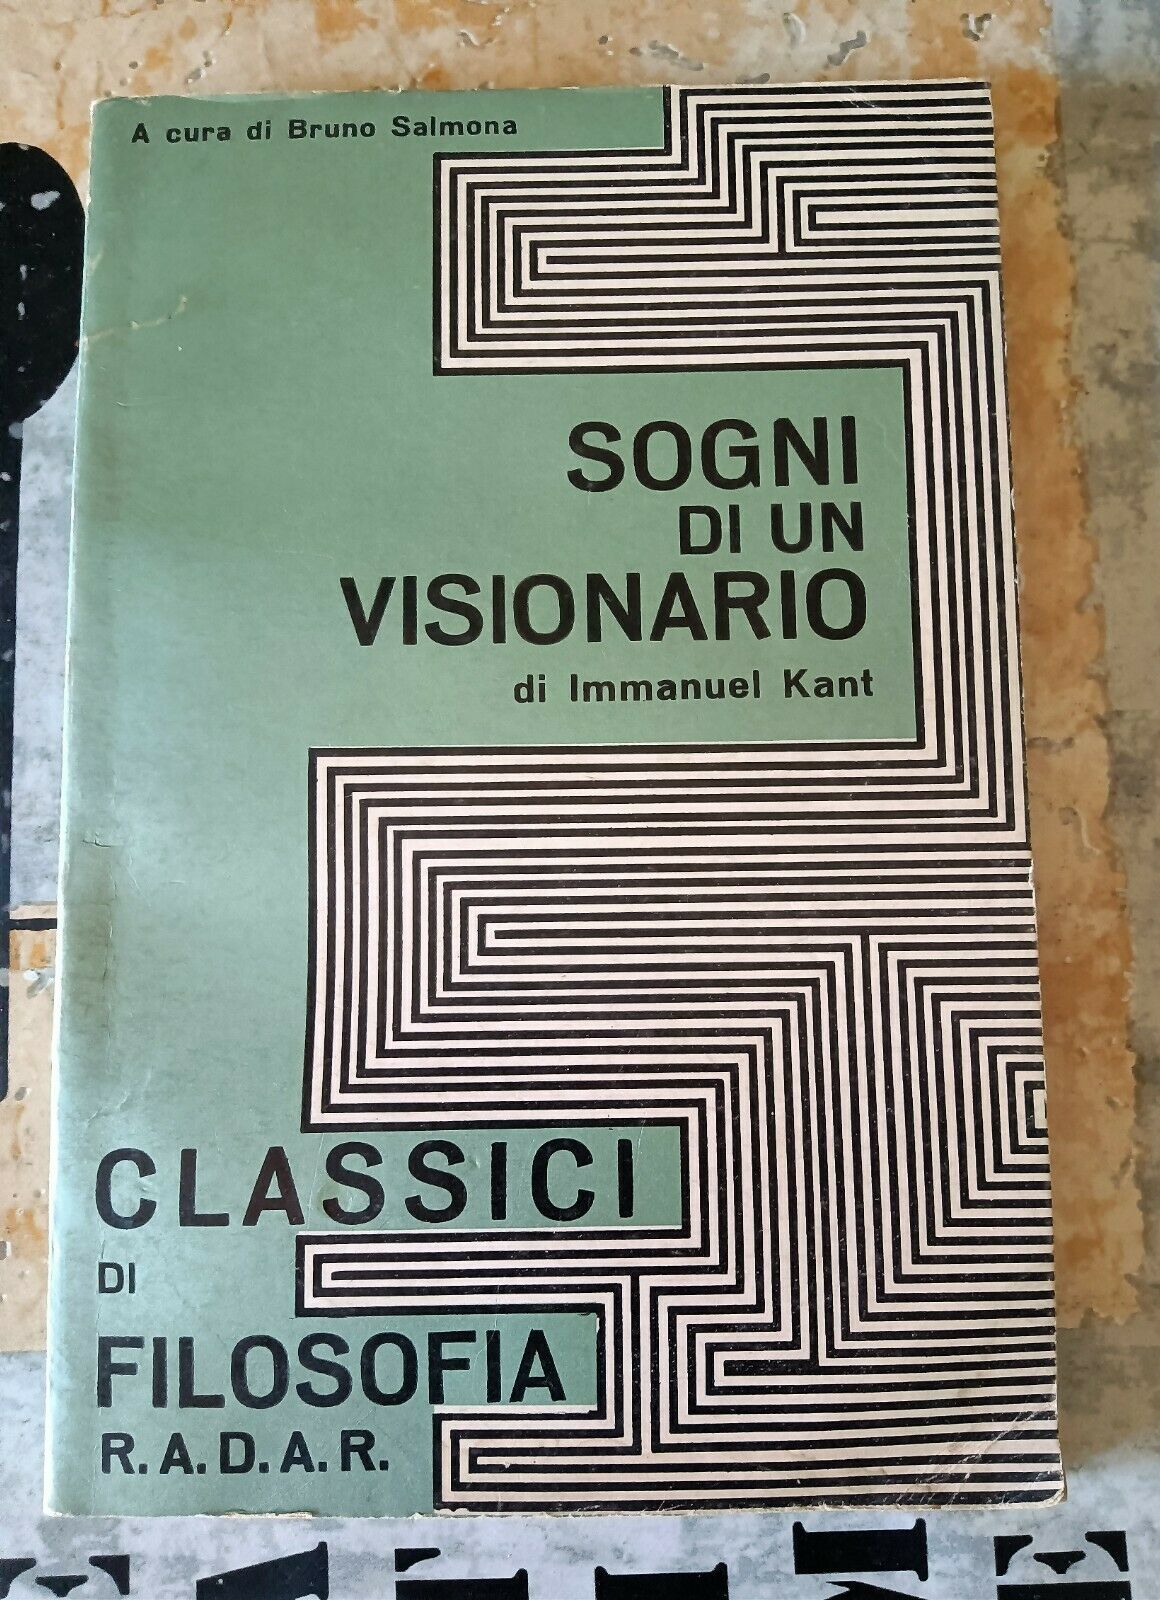 A cura di Bruno Salmona
SOGNI
DI UN
VISIONARIO
di Immanuel Kant
CLASSICI
DI
FILOSOFIA
R.A.D.A.R.